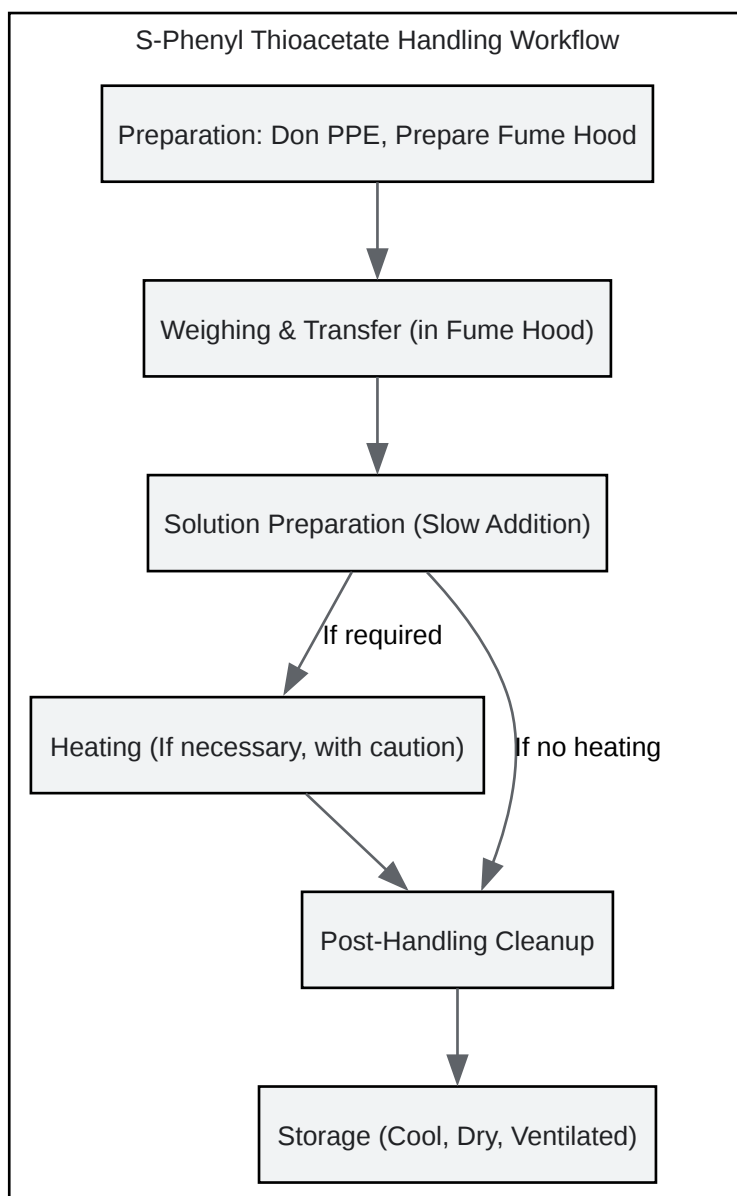 S-Phenyl Thioacetate Handling Workflow
Preparation: Don PPE, Prepare Fume Hood
Weighing & Transfer (in Fume Hood)
Solution Preparation (Slow Addition)
If required
Heating (If necessary, with caution)
If no heating
Post-Handling Cleanup
Storage (Cool, Dry, Ventilated)